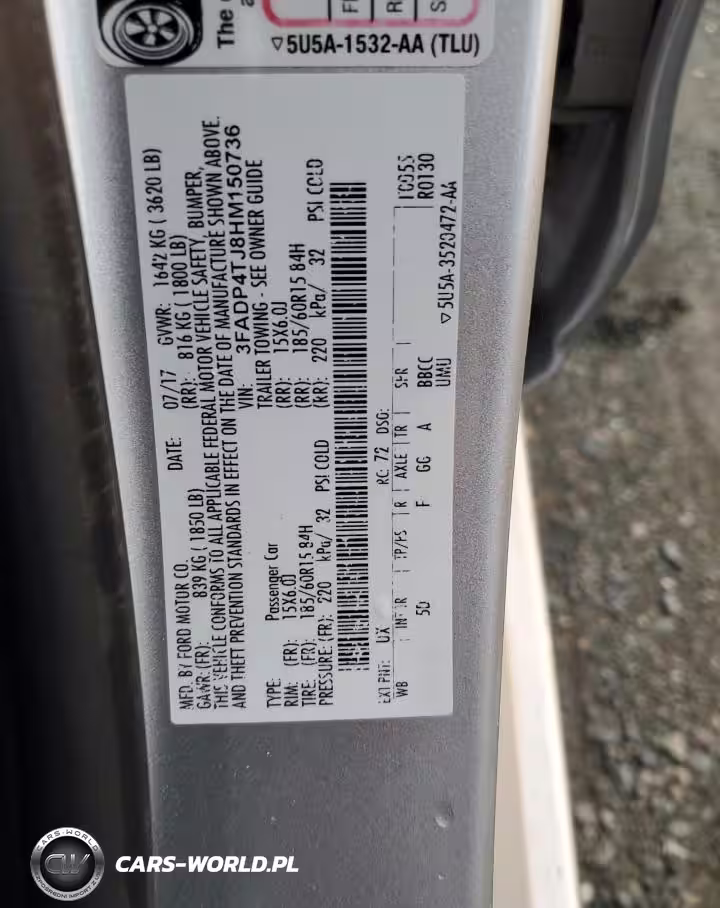 The
FR
R
S
▽5U5A-1532-AA (TLU)
MFD. BY FORD MOTOR CO.
DATE: 07/17 GVWR: 1642 KG ( 3620 LB)
GAWR: (FR): 839 KG ( 1850 LB) (RR): 816 KG ( 1800 LB)
THIS VEHICLE CONFORMS TO ALL APPLICABLE FEDERAL MOTOR VEHICLE SAFETY, BUMPER,
AND THEFT PREVENTION STANDARDS IN EFFECT ON THE DATE OF MANUFACTURE SHOWN ABOVE.
VIN: 3FADP4TJ8HM150736
TYPE: Passenger Car TRAILER TOWING - SEE OWNER GUIDE
RIM: (FR): 15X6.0J (RR): 15X6.0J
TIRE: (FR): 185/60R15 84H (RR): 185/60R15 84H
PRESSURE: (FR): 220 kPa/ 32 PSI COLD (RR): 220 kPa/ 32 PSI COLD
EXT PNT: UX RC: 72 DSO:
WB INT TR TP/PS R AXLE TR SPR
5D F GG A BBCC R0130
UMU
▽5U5A-3520472-AA
CARS-WORLD
CW
CARS-WORLD.PL